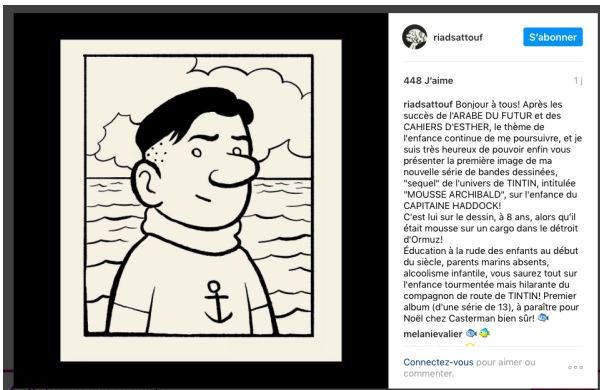 riadsattouf
S'abonner
448 J'aime
1 j
riadsattouf Bonjour à tous! Après les
succès de l'ARABE DU FUTUR et des
CAHIERS D'ESTHER, le thème de
l'enfance continue de me poursuivre, et je
suis très heureux de pouvoir enfin vous
présenter la première image de ma
nouvelle série de bandes dessinées,
"sequel" de l'univers de TINTIN, intitulée
"MOUSSE ARCHIBALD", sur l'enfance du
CAPITAINE HADDOCK!
C'est lui sur le dessin, à 8 ans, alors qu'il
était mousse sur un cargo dans le détroit
d'Ormuz!
Éducation à la rude des enfants au début
du siècle, parents marins absents,
alcoolisme infantile, vous saurez tout sur
l'enfance tourmentée mais hilarante du
compagnon de route de TINTIN! Premier
album (d'une série de 13), à paraître pour
Noël chez Casterman bien sûr! 🐟
melanievalier 🐟🐠
Connectez-vous pour aimer ou
commenter.